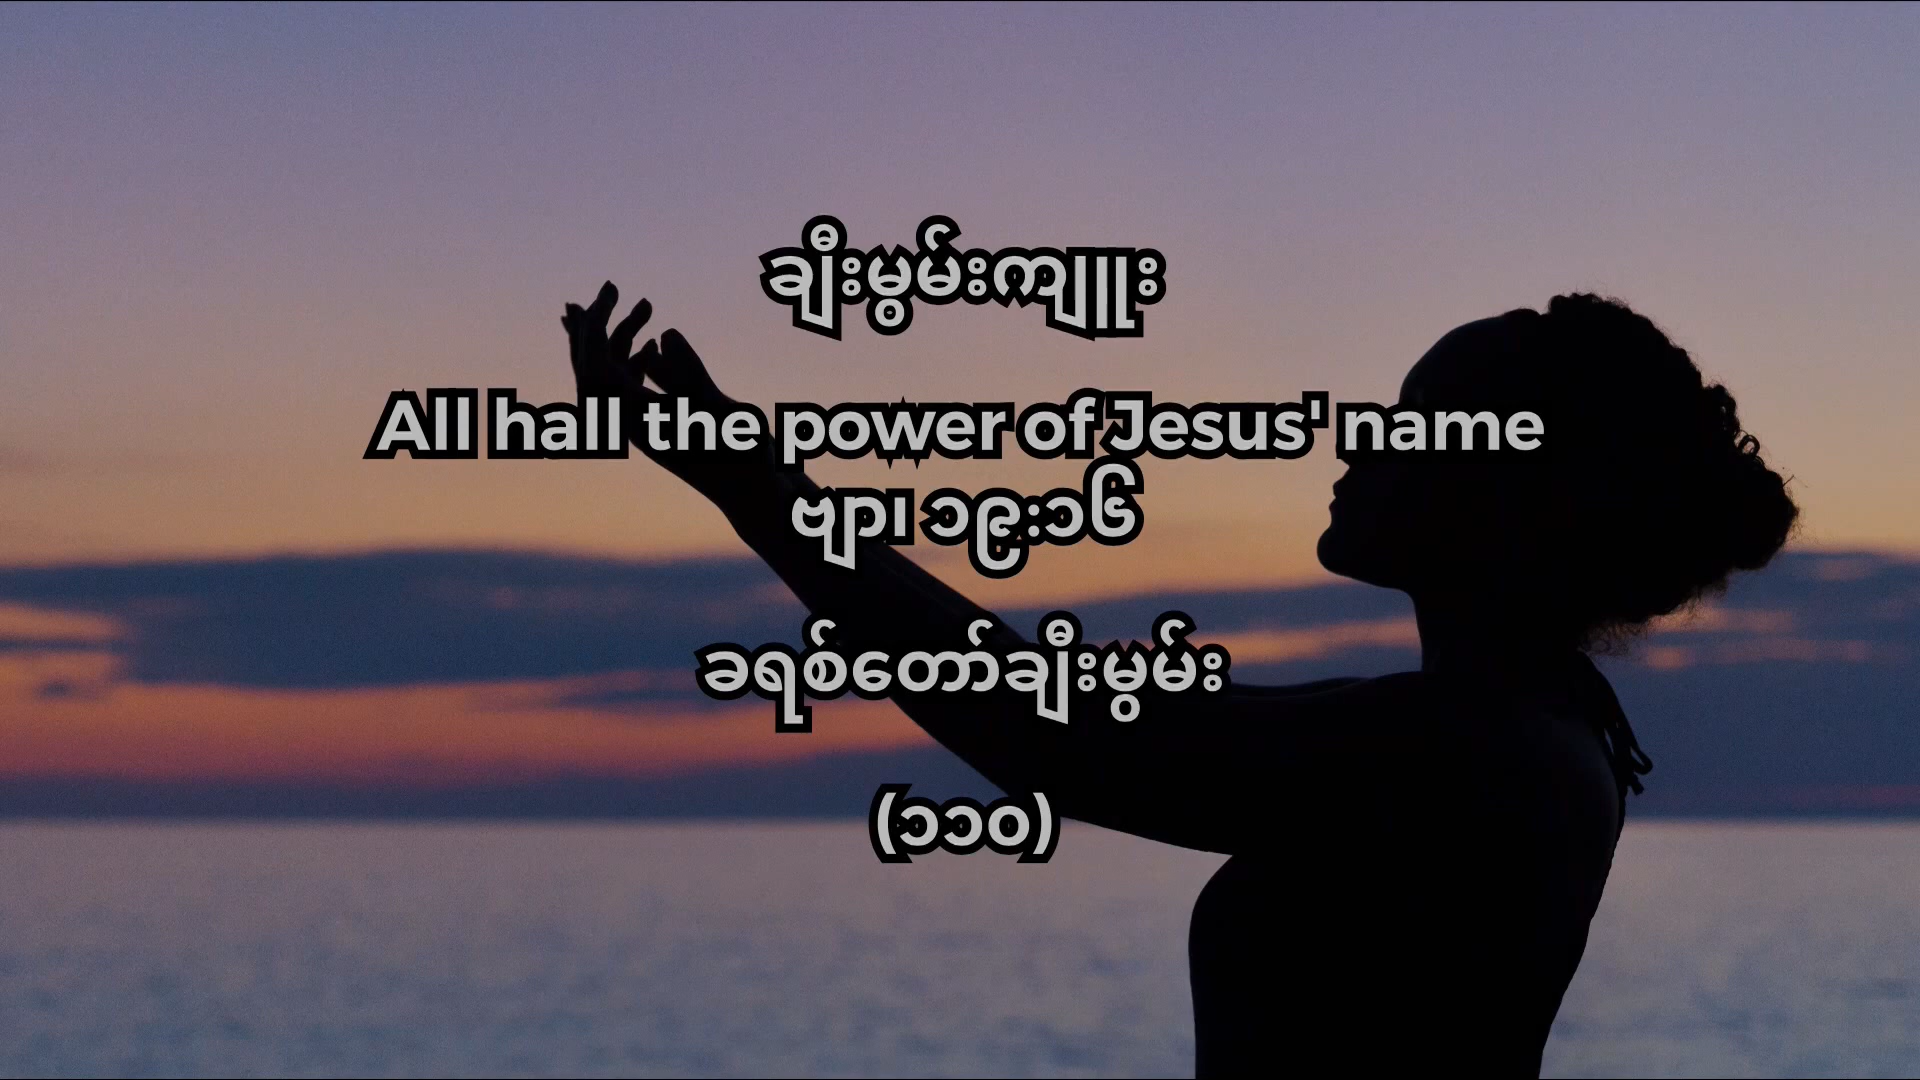 ချီးမွမ်းကျူး
All hall the power of Jesus' name
ဗျာ၊ ၁၉း၁၆
ခရစ်တော်ချီးမွမ်း
(၁၁၀)